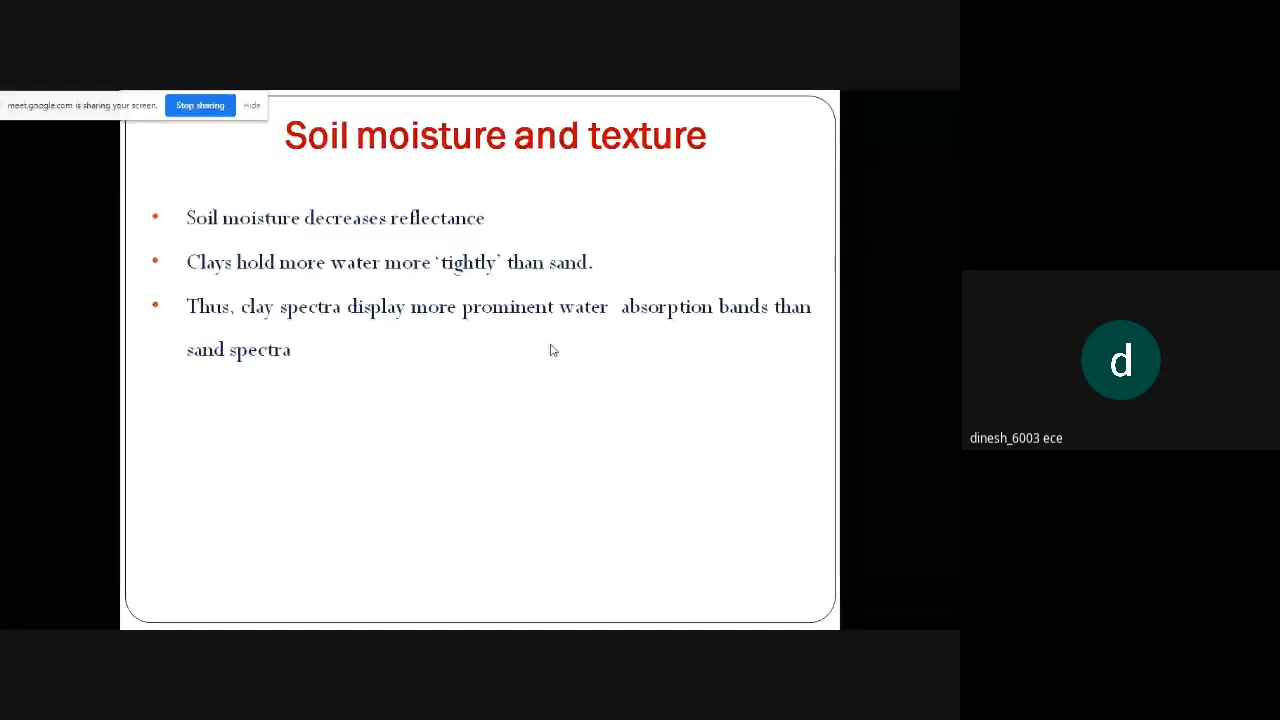 meet.google.com is sharing your screen.
Stop sharing
Hide
Soil moisture and texture
• Soil moisture decreases reflectance
• Clays hold more water more ‘tightly’ than sand.
• Thus, clay spectra display more prominent water absorption bands than
sand spectra
d
dinesh_6003 ece